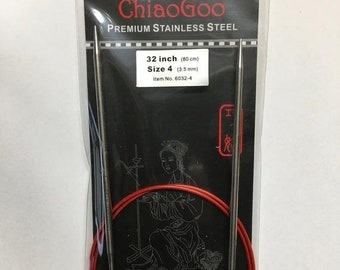 ChiaoGoo
PREMIUM STAINLESS STEEL
32 inch (80 cm)
Size 4 (3.5 mm)
Item No. 6032-4